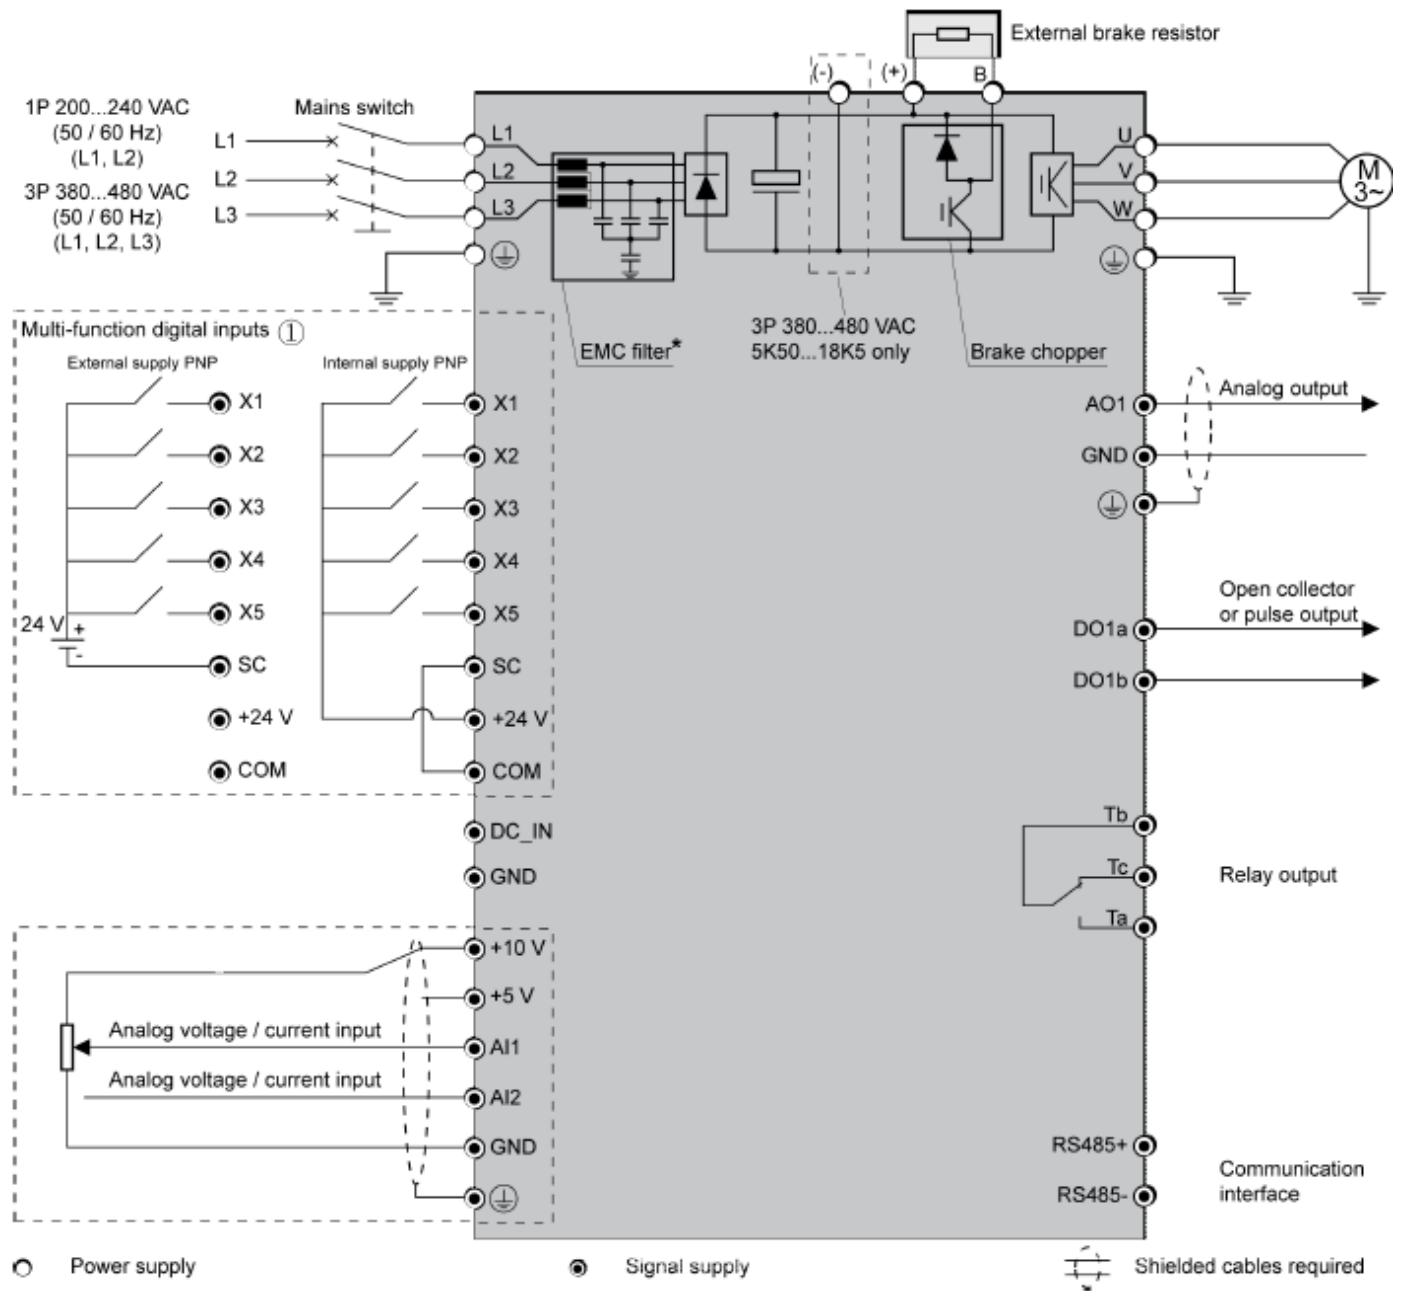 External brake resistor
(-)
(+)
B
1P 200...240 VAC
(50 / 60 Hz)
(L1, L2)
3P 380...480 VAC
(50 / 60 Hz)
(L1, L2, L3)
Mains switch
L1
L2
L3
L1
L2
L3
U
V
W
M
3~
EMC filter*
3P 380...480 VAC
5K50...18K5 only
Brake chopper
Multi-function digital inputs ①
External supply PNP
Internal supply PNP
X1
X2
X3
X4
X5
24 V
+
-
SC
+24 V
COM
X1
X2
X3
X4
X5
SC
+24 V
COM
DC_IN
GND
+10 V
+5 V
Analog voltage / current input
AI1
Analog voltage / current input
AI2
GND
AO1
Analog output
GND
Open collector
or pulse output
DO1a
DO1b
Tb
Tc
Relay output
Ta
RS485+
RS485-
Communication
interface
Power supply
Signal supply
Shielded cables required